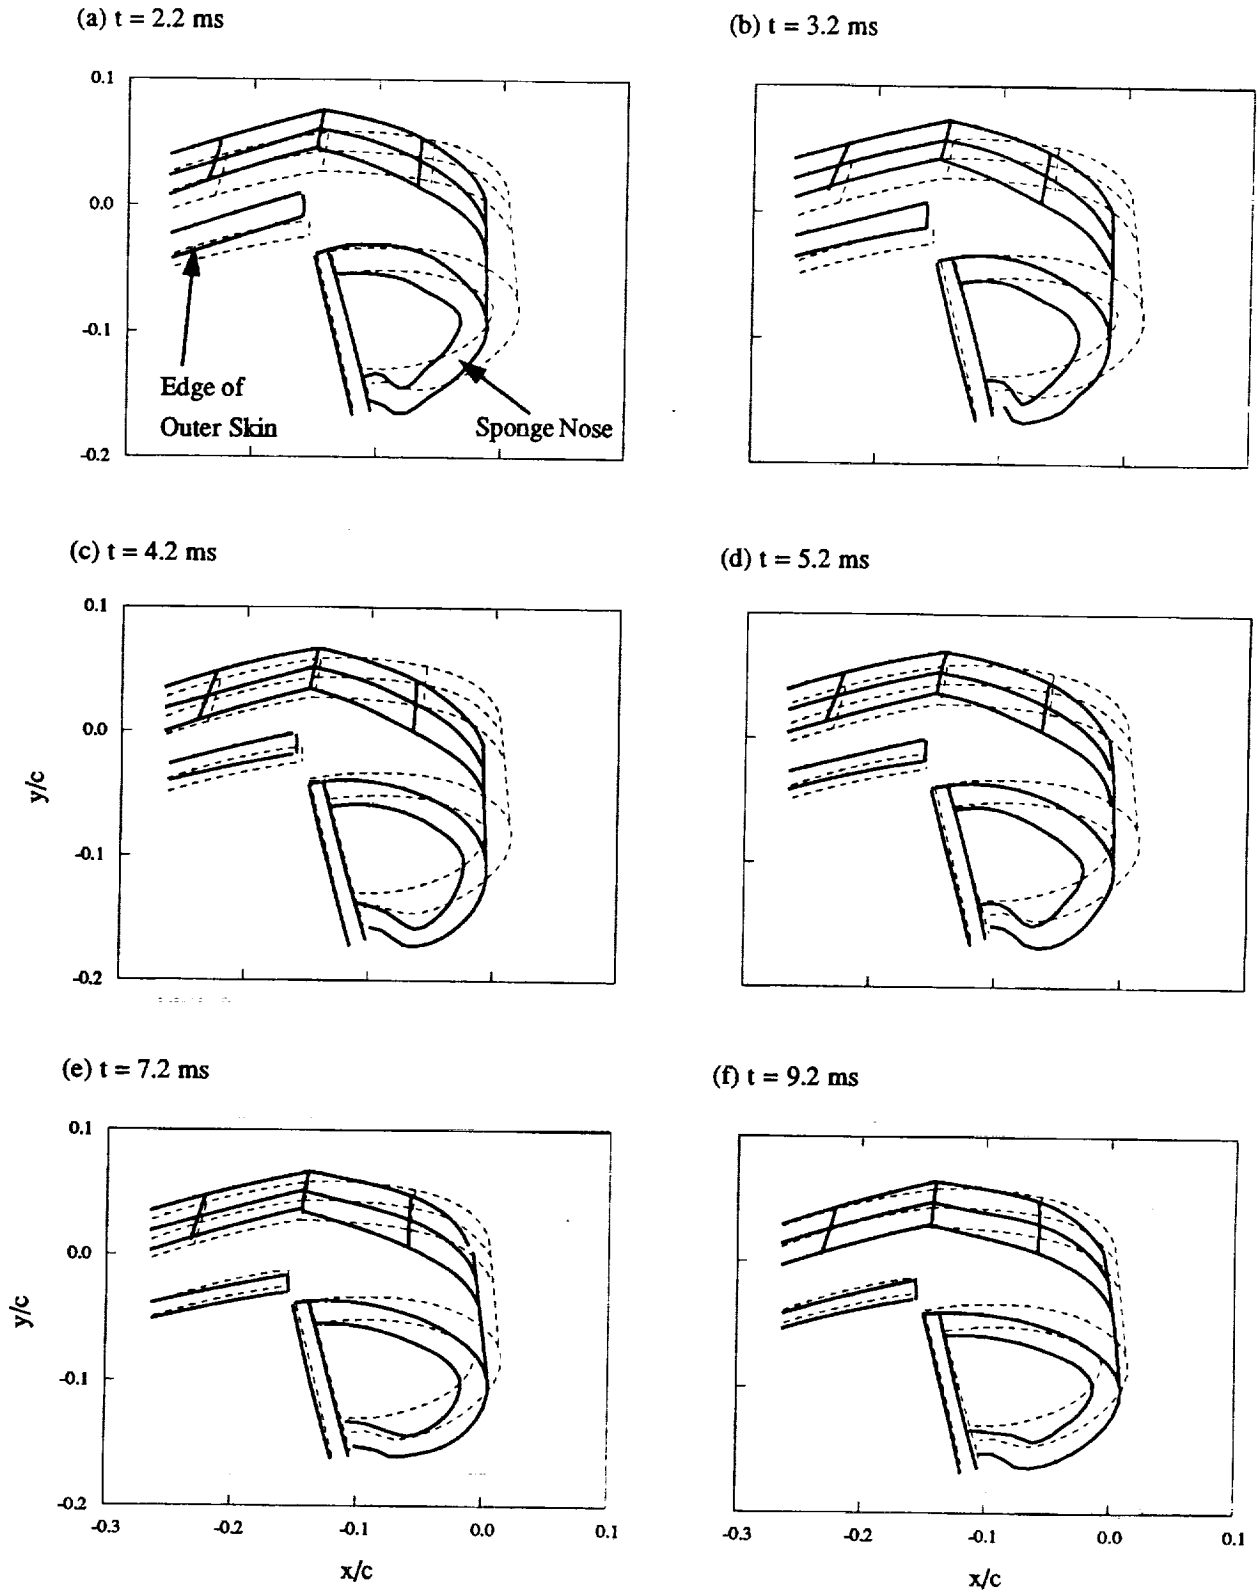 (a) t = 2.2 ms
(b) t = 3.2 ms
0.1
0.0
-0.1
-0.2
Edge of
Outer Skin
Sponge Nose
(c) t = 4.2 ms
(d) t = 5.2 ms
0.1
0.0
-0.1
-0.2
y/c
(e) t = 7.2 ms
(f) t = 9.2 ms
0.1
0.0
-0.1
-0.2
y/c
-0.3 -0.2 -0.1 0.0 0.1
x/c
-0.3 -0.2 -0.1 0.0 0.1
x/c